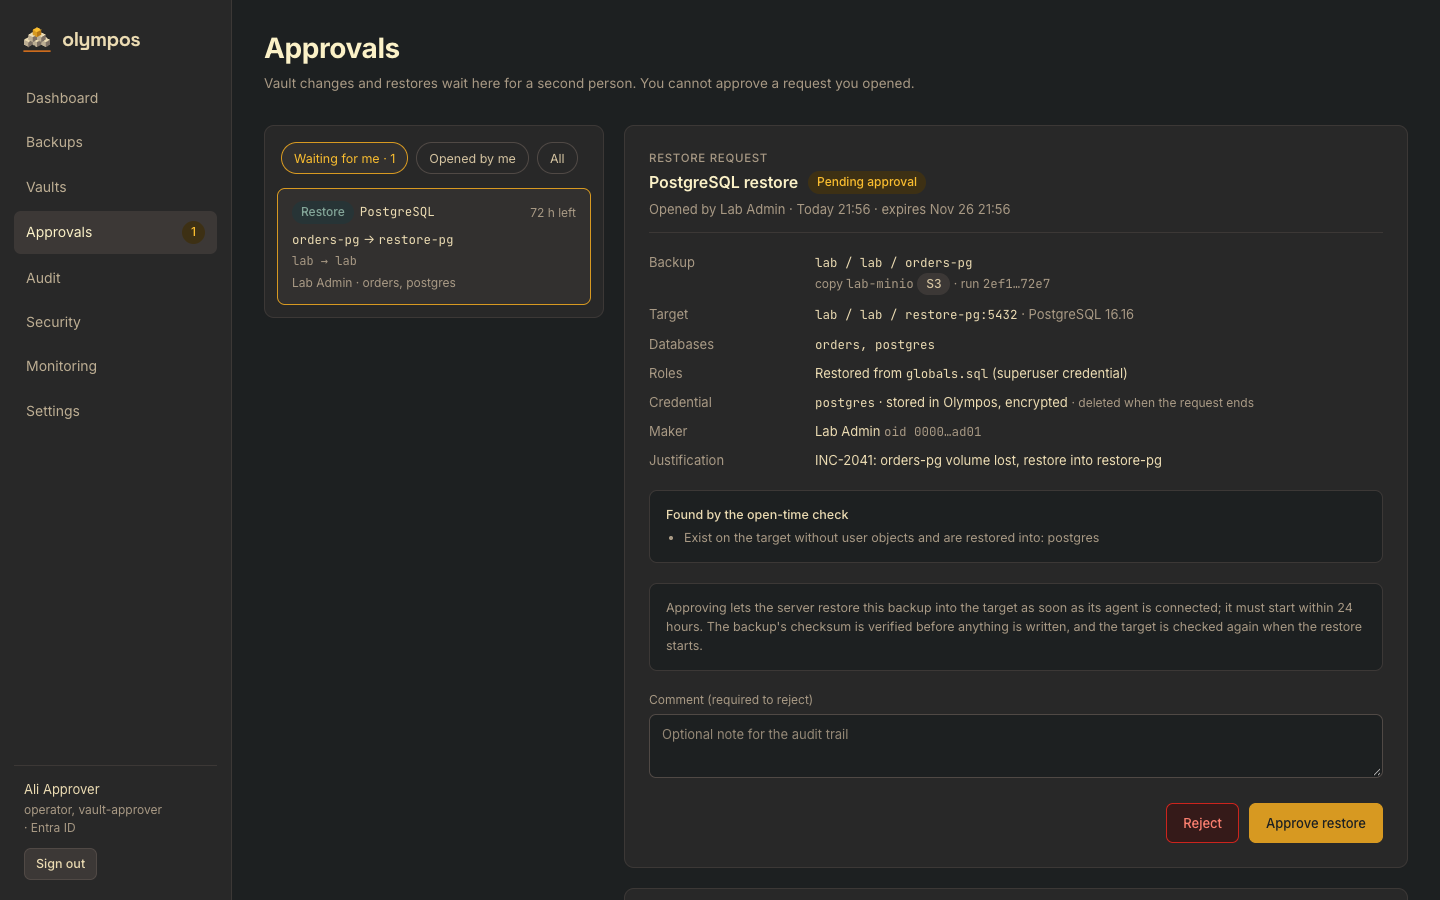 olympos
Dashboard
Backups
Vaults
Approvals 1
Audit
Security
Monitoring
Settings
Ali Approver
operator, vault-approver
· Entra ID
Sign out
Approvals
Vault changes and restores wait here for a second person. You cannot approve a request you opened.
Waiting for me · 1 Opened by me All
Restore PostgreSQL 72 h left
orders-pg → restore-pg
lab → lab
Lab Admin · orders, postgres
RESTORE REQUEST
PostgreSQL restore Pending approval
Opened by Lab Admin · Today 21:56 · expires Nov 26 21:56
Backup lab / lab / orders-pg
copy lab-minio S3 · run 2ef1…72e7
Target lab / lab / restore-pg:5432 · PostgreSQL 16.16
Databases orders, postgres
Roles Restored from globals.sql (superuser credential)
Credential postgres · stored in Olympos, encrypted · deleted when the request ends
Maker Lab Admin oid 0000…ad01
Justification INC-2041: orders-pg volume lost, restore into restore-pg
Found by the open-time check
• Exist on the target without user objects and are restored into: postgres
Approving lets the server restore this backup into the target as soon as its agent is connected; it must start within 24
hours. The backup's checksum is verified before anything is written, and the target is checked again when the restore
starts.
Comment (required to reject)
Optional note for the audit trail
Reject Approve restore